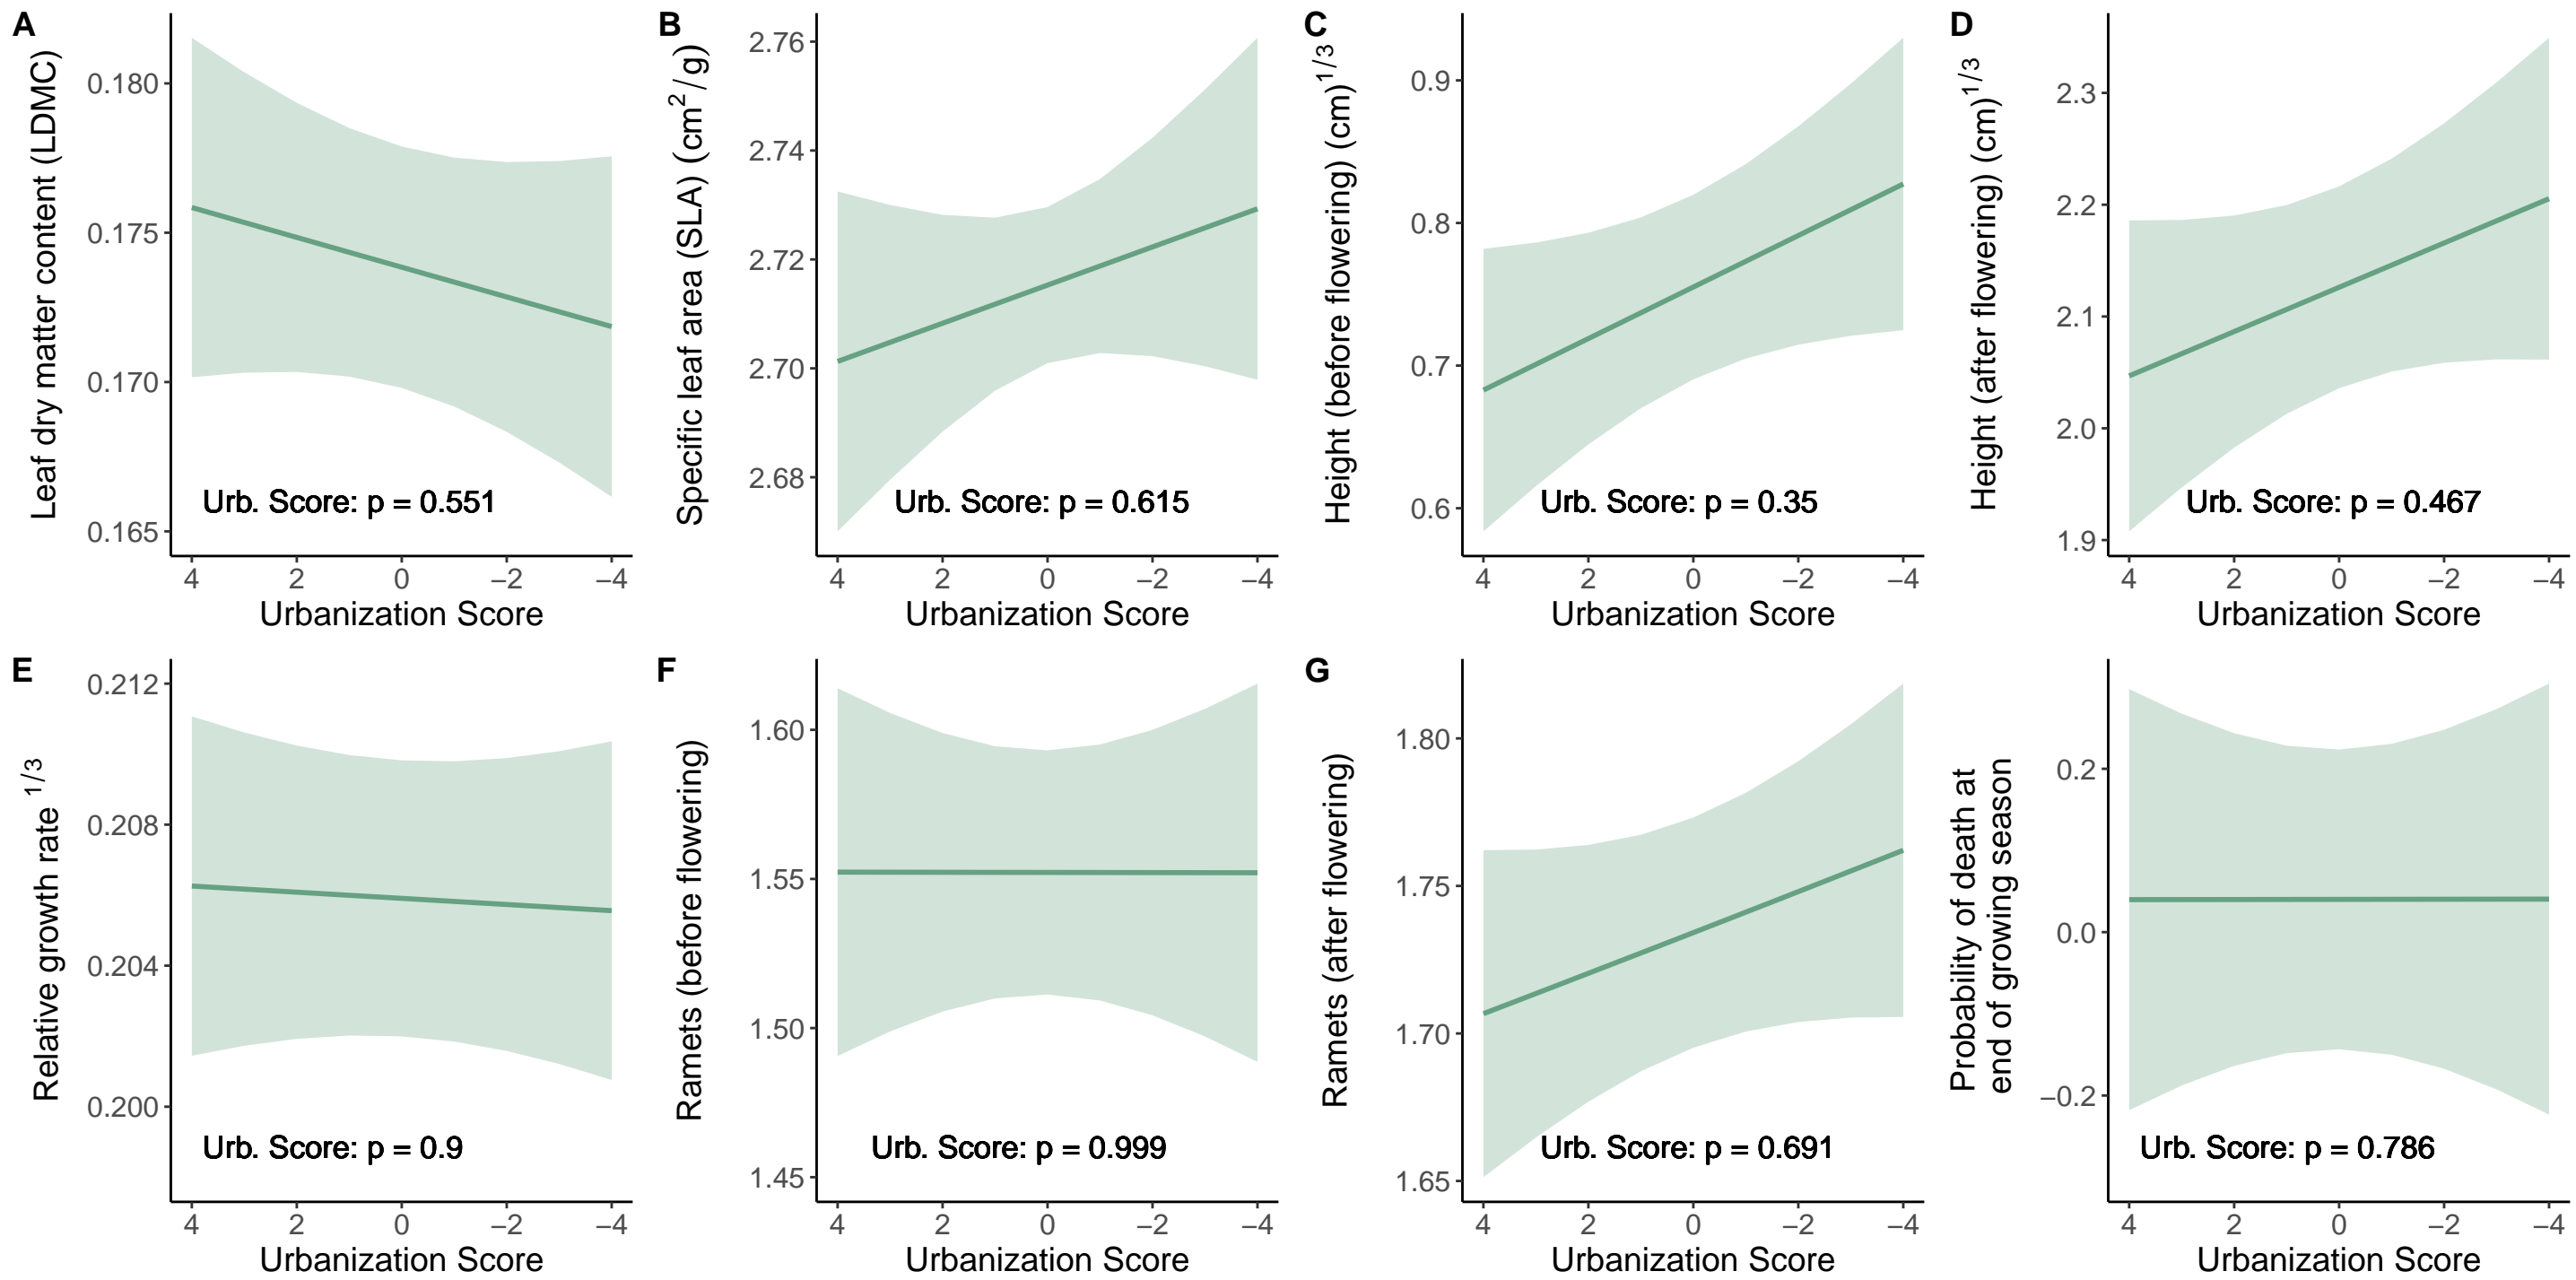 A
Leaf dry matter content (LDMC)
0.180
0.175
0.170
0.165
4 2 0 −2 −4
Urb. Score: p = 0.551
Urbanization Score
B
Specific leaf area (SLA) (cm²/g)
2.76
2.74
2.72
2.70
2.68
4 2 0 −2 −4
Urb. Score: p = 0.615
Urbanization Score
C
Height (before flowering) (cm)^1/3
0.9
0.8
0.7
0.6
4 2 0 −2 −4
Urb. Score: p = 0.35
Urbanization Score
D
Height (after flowering) (cm)^1/3
2.3
2.2
2.1
2.0
1.9
4 2 0 −2 −4
Urb. Score: p = 0.467
Urbanization Score
E
Relative growth rate ^1/3
0.212
0.208
0.204
0.200
4 2 0 −2 −4
Urb. Score: p = 0.9
Urbanization Score
F
Ramets (before flowering)
1.60
1.55
1.50
1.45
4 2 0 −2 −4
Urb. Score: p = 0.999
Urbanization Score
G
Ramets (after flowering)
1.80
1.75
1.70
1.65
4 2 0 −2 −4
Urb. Score: p = 0.691
Urbanization Score
Probability of death at
end of growing season
0.2
0.0
−0.2
4 2 0 −2 −4
Urb. Score: p = 0.786
Urbanization Score